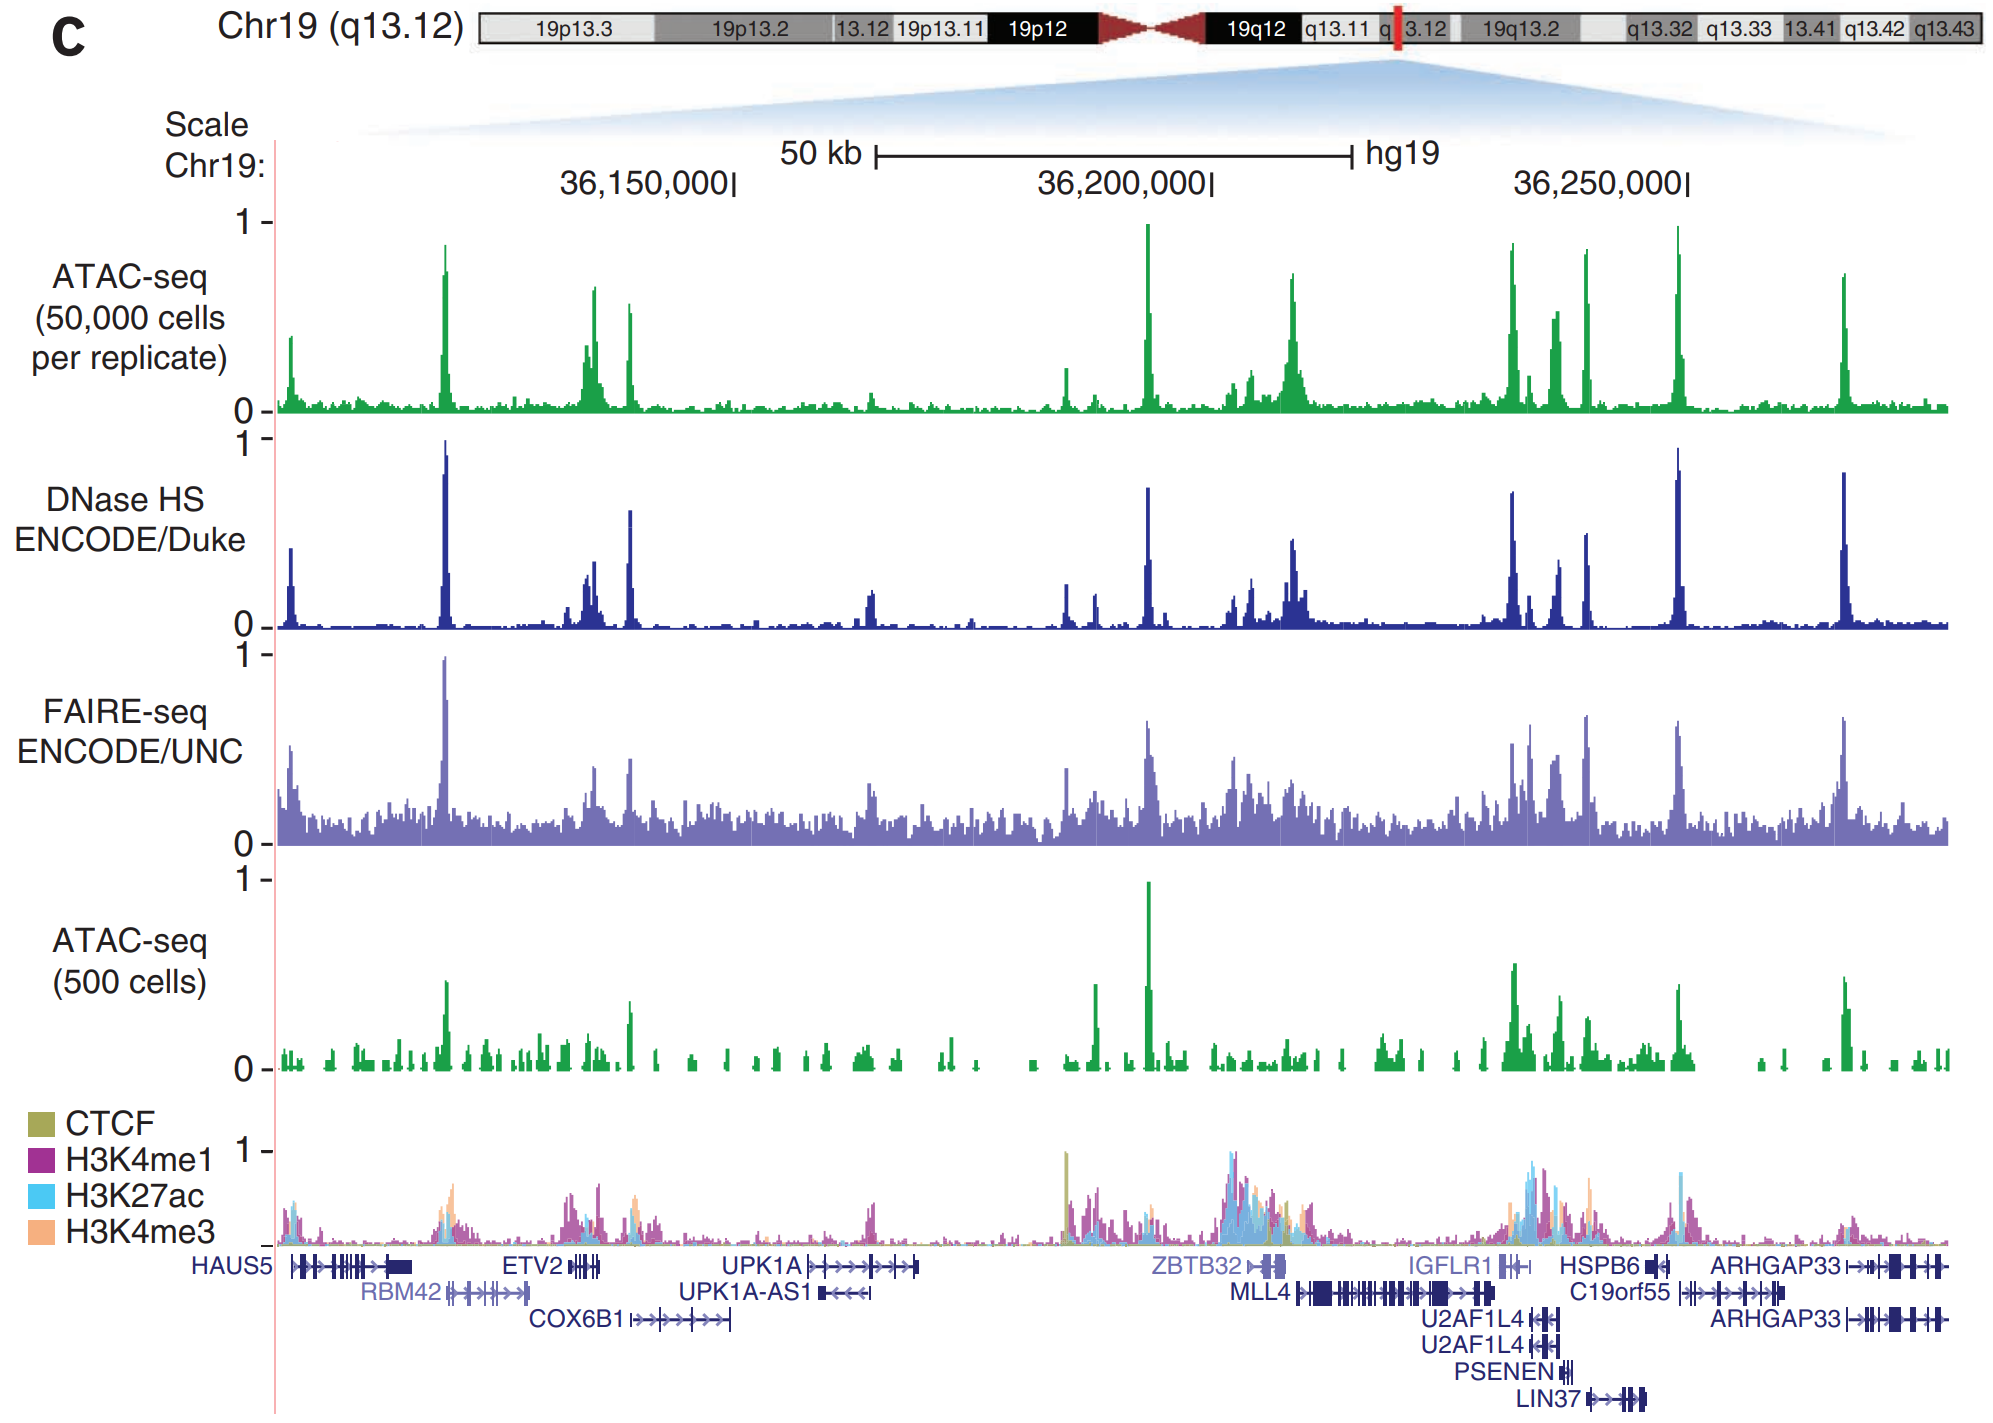 C
Chr19 (q13.12)
19p13.3 19p13.2 13.12 19p13.11 19p12 19q12 q13.11 q13.12 19q13.2 q13.32 q13.33 13.41 q13.42 q13.43
Scale
50 kb hg19
Chr19:
36,150,000 36,200,000 36,250,000
1
ATAC-seq
(50,000 cells
per replicate)
0
1
DNase HS
ENCODE/Duke
0
1
FAIRE-seq
ENCODE/UNC
0
1
ATAC-seq
(500 cells)
0
CTCF
1
H3K4me1
H3K27ac
H3K4me3
HAUS5 ETV2 UPK1A ZBTB32 IGFLR1 HSPB6 ARHGAP33
RBM42 UPK1A-AS1 MLL4 C19orf55
COX6B1 U2AF1L4 ARHGAP33
U2AF1L4
PSENEN
LIN37